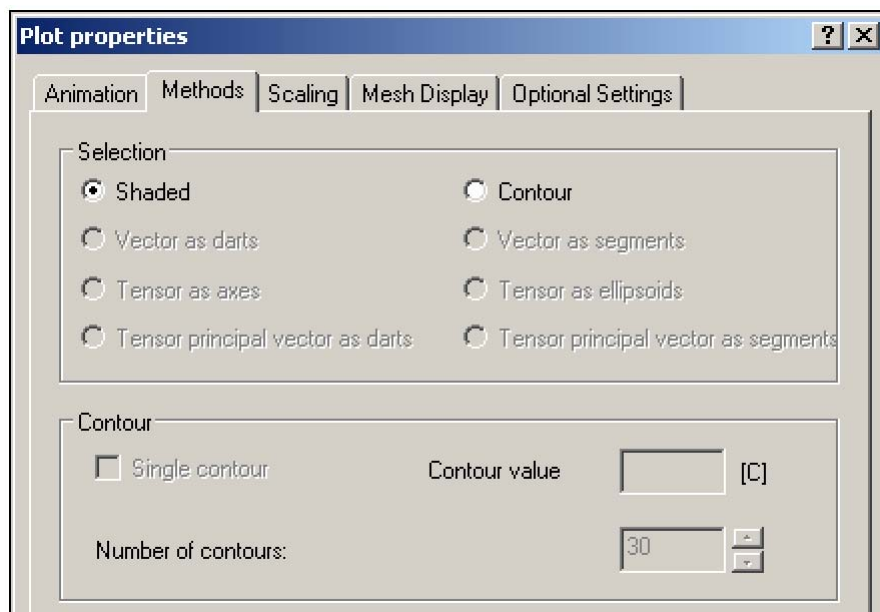 Plot properties
Animation Methods Scaling Mesh Display Optional Settings
Selection
Shaded Contour
Vector as darts Vector as segments
Tensor as axes Tensor as ellipsoids
Tensor principal vector as darts Tensor principal vector as segments
Contour
Single contour Contour value [C]
Number of contours: 30